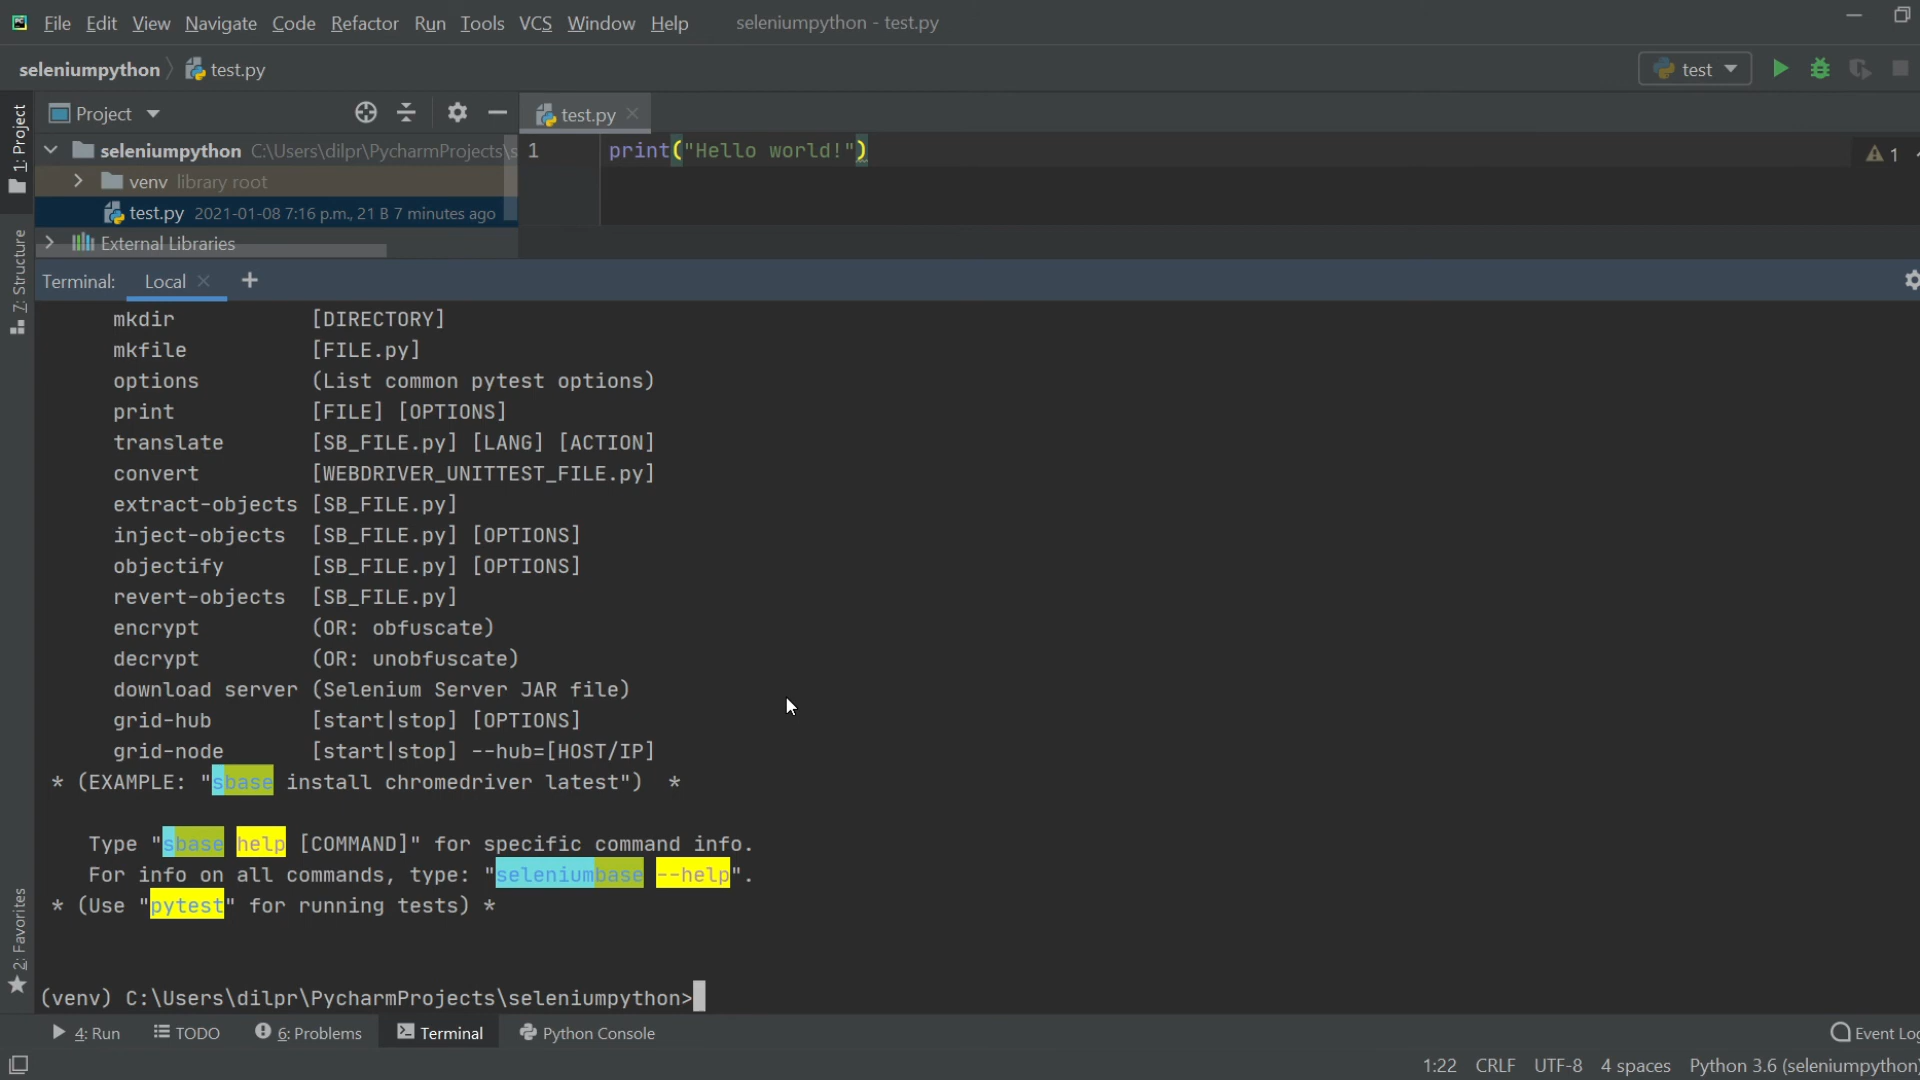 File Edit View Navigate Code Refactor Run Tools VCS Window Help seleniumpython - test.py
seleniumpython test.py test
1: Project
Project
test.py
seleniumpython C:\Users\dilpr\PycharmProjects\s
1 print("Hello world!")
1
venv library root
test.py 2021-01-08 7:16 p.m., 21 B 7 minutes ago
External Libraries
7: Structure
Terminal: Local +
mkdir [DIRECTORY]
mkfile [FILE.py]
options (List common pytest options)
print [FILE] [OPTIONS]
translate [SB_FILE.py] [LANG] [ACTION]
convert [WEBDRIVER_UNITTEST_FILE.py]
extract-objects [SB_FILE.py]
inject-objects [SB_FILE.py] [OPTIONS]
objectify [SB_FILE.py] [OPTIONS]
revert-objects [SB_FILE.py]
encrypt (OR: obfuscate)
decrypt (OR: unobfuscate)
download server (Selenium Server JAR file)
grid-hub [start|stop] [OPTIONS]
grid-node [start|stop] --hub=[HOST/IP]
* (EXAMPLE: "sbase install chromedriver latest") *
Type "sbase help [COMMAND]" for specific command info.
For info on all commands, type: "seleniumbase --help".
* (Use "pytest" for running tests) *
2: Favorites
(venv) C:\Users\dilpr\PycharmProjects\seleniumpython>
4: Run TODO 6: Problems Terminal Python Console Event Log
1:22 CRLF UTF-8 4 spaces Python 3.6 (seleniumpython)